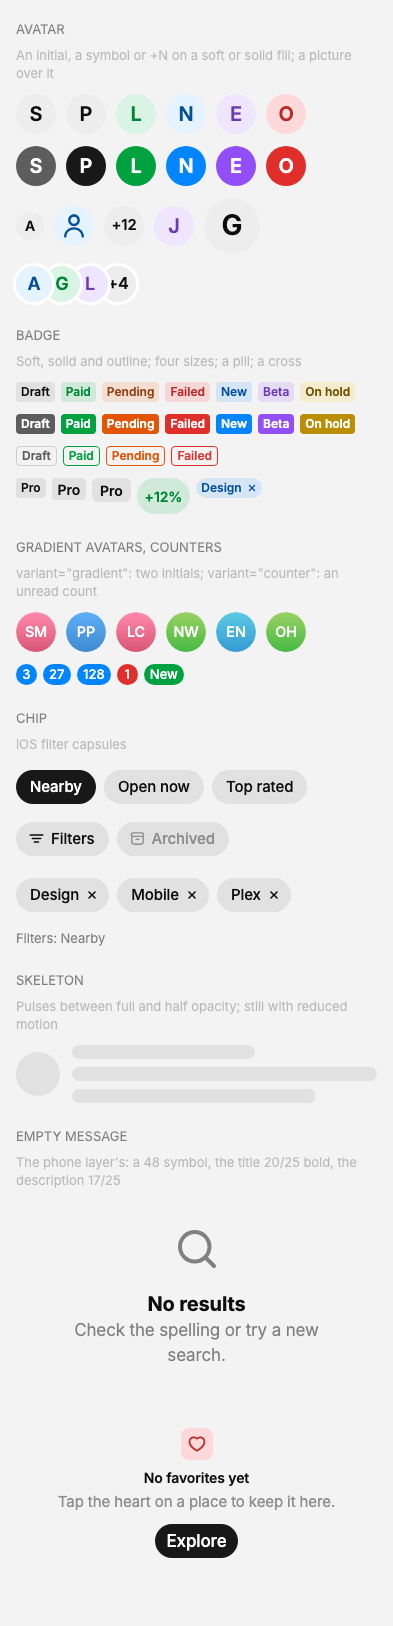 AVATAR
An initial, a symbol or +N on a soft or solid fill; a picture
over it
S P L N E O
S P L N E O
A +12 J G
A G L +4
BADGE
Soft, solid and outline; four sizes; a pill; a cross
Draft Paid Pending Failed New Beta On hold
Draft Paid Pending Failed New Beta On hold
Draft Paid Pending Failed
Pro Pro Pro +12% Design ×
GRADIENT AVATARS, COUNTERS
variant="gradient": two initials; variant="counter": an
unread count
SM PP LC NW EN OH
3 27 128 1 New
CHIP
iOS filter capsules
Nearby Open now Top rated
Filters Archived
Design × Mobile × Plex ×
Filters: Nearby
SKELETON
Pulses between full and half opacity; still with reduced
motion
EMPTY MESSAGE
The phone layer's: a 48 symbol, the title 20/25 bold, the
description 17/25
No results
Check the spelling or try a new
search.
No favorites yet
Tap the heart on a place to keep it here.
Explore